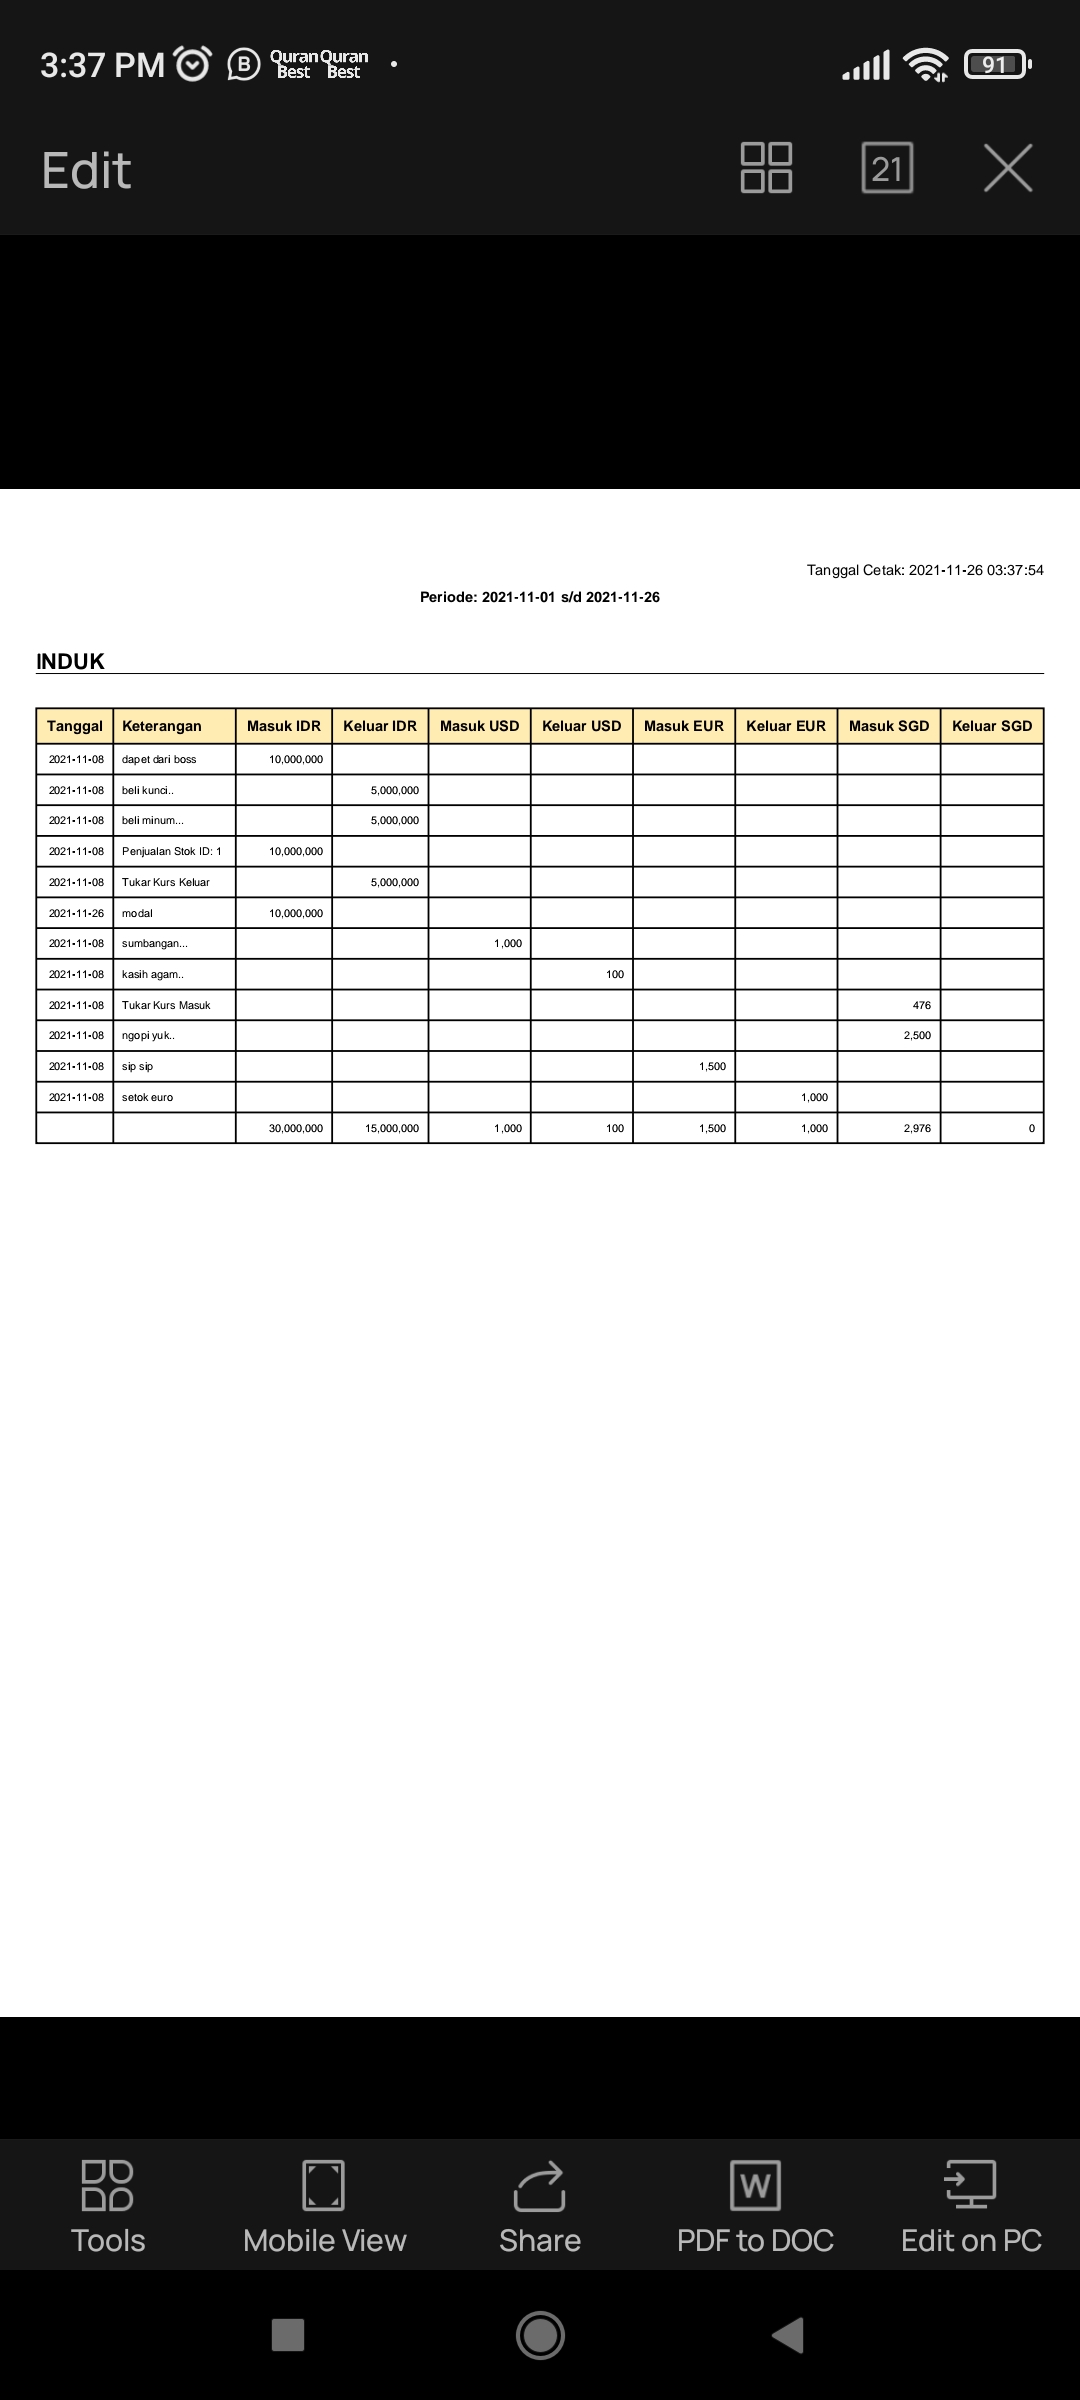 3:37 PM B Quran Best Quran Best 91
Edit 21
Tanggal Cetak: 2021-11-26 03:37:54
Periode: 2021-11-01 s/d 2021-11-26
INDUK
Tanggal Keterangan Masuk IDR Keluar IDR Masuk USD Keluar USD Masuk EUR Keluar EUR Masuk SGD Keluar SGD
2021-11-08 dapet dari boss 10,000,000
2021-11-08 beli kunci.. 5,000,000
2021-11-08 beli minum... 5,000,000
2021-11-08 Penjualan Stok ID: 1 10,000,000
2021-11-08 Tukar Kurs Keluar 5,000,000
2021-11-26 modal 10,000,000
2021-11-08 sumbangan... 1,000
2021-11-08 kasih agam.. 100
2021-11-08 Tukar Kurs Masuk 476
2021-11-08 ngopi yuk.. 2,500
2021-11-08 sip sip 1,500
2021-11-08 setok euro 1,000
30,000,000 15,000,000 1,000 100 1,500 1,000 2,976 0
Tools Mobile View Share W PDF to DOC Edit on PC